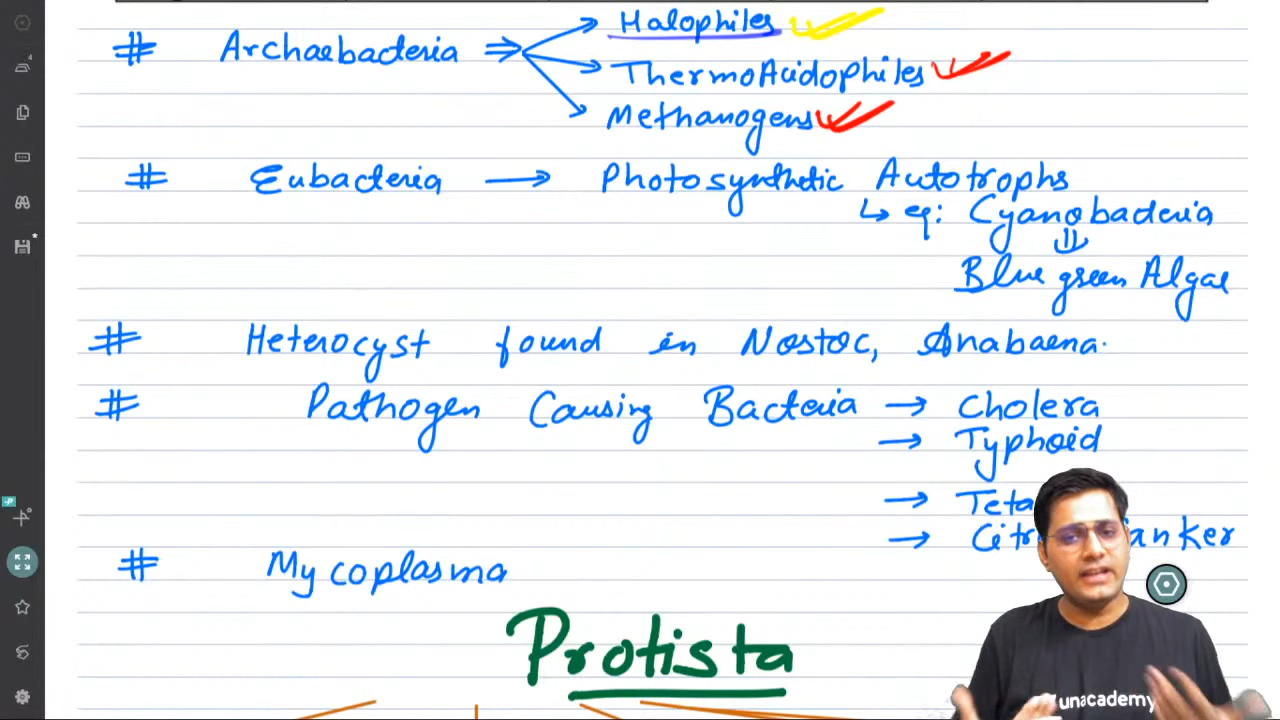 # Archaebacteria ⇒ Halophiles
ThermoAcidophiles
Methanogens
# Eubacteria → Photosynthetic Autotrophs
↳ eg: Cyanobacteria
⇓
Blue green Algae
# Heterocyst found in Nostoc, Anabaena.
# Pathogen Causing Bacteria → Cholera
→ Typhoid
→
→
# Mycoplasma
Protista
unacademy